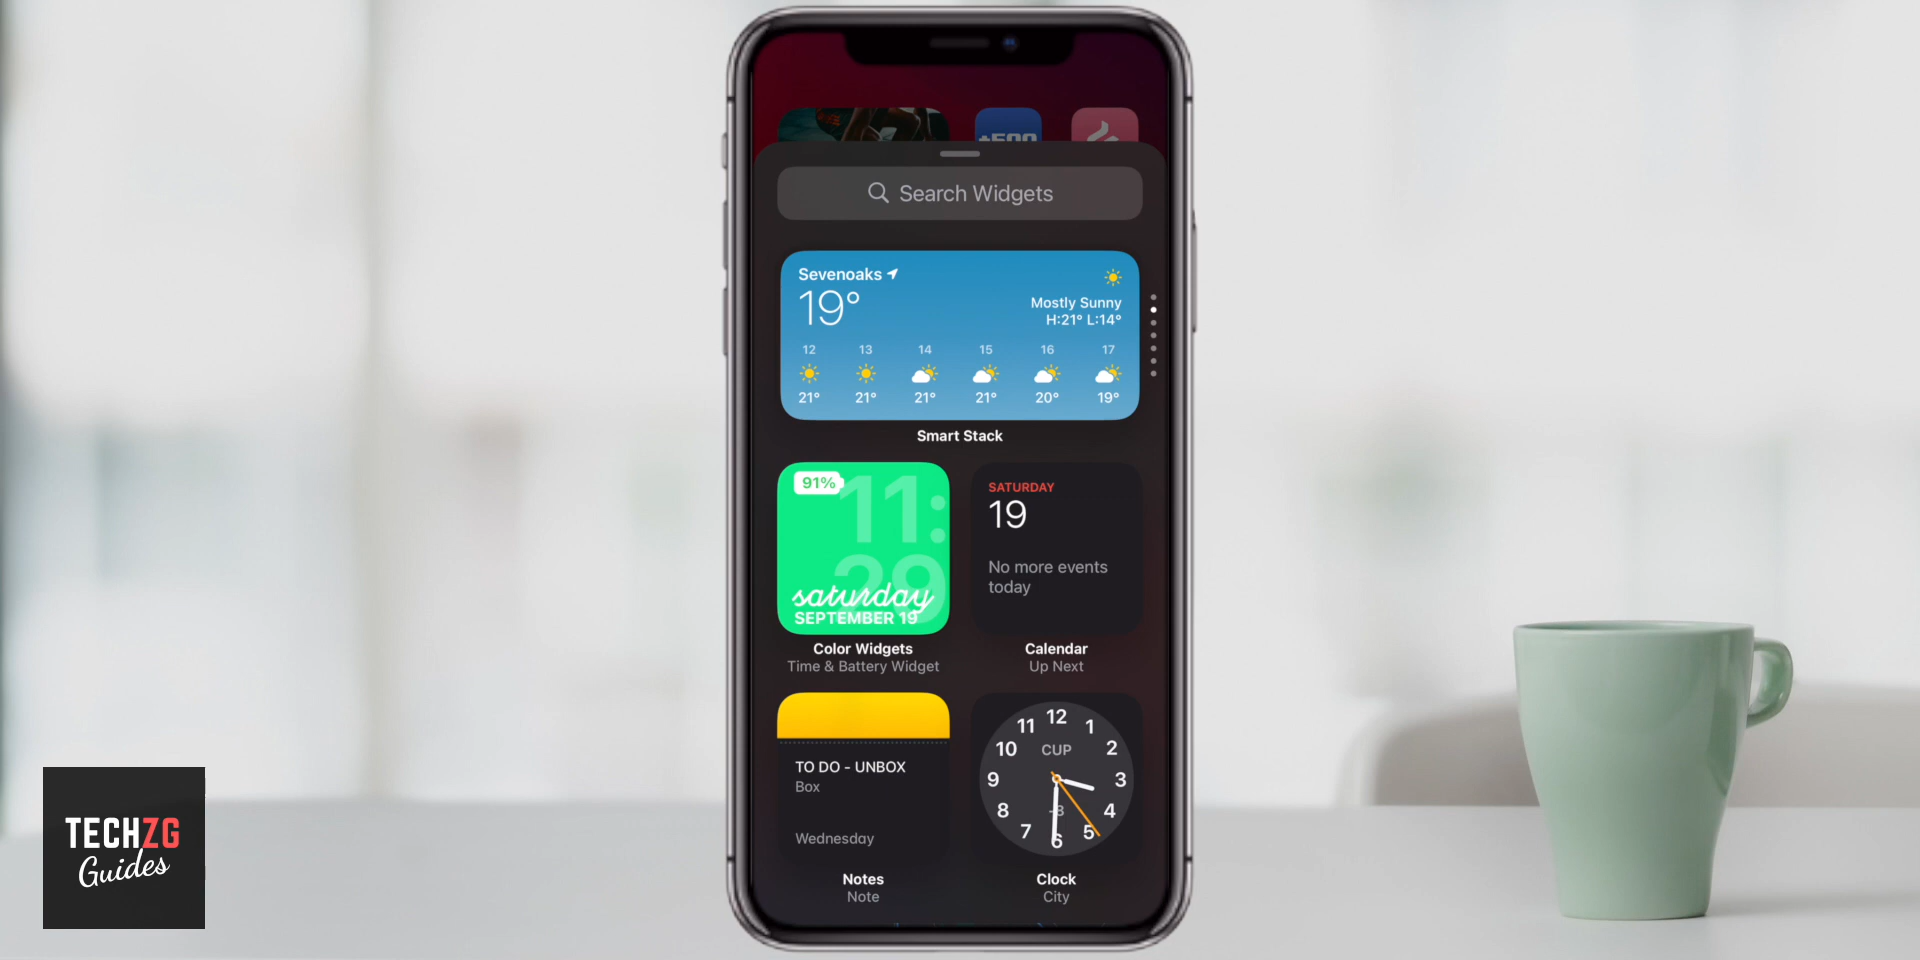 +500
Search Widgets
Sevenoaks
19°
Mostly Sunny
H:21° L:14°
12 13 14 15 16 17
21° 21° 21° 21° 20° 19°
Smart Stack
91%
11:
29
saturday
SEPTEMBER 19
Color Widgets
Time & Battery Widget
SATURDAY
19
No more events
today
Calendar
Up Next
TO DO - UNBOX
Box
Wednesday
Notes
Note
12
11 1
10 CUP 2
9 3
8 -8 4
7 6 5
Clock
City
TECHZG
Guides